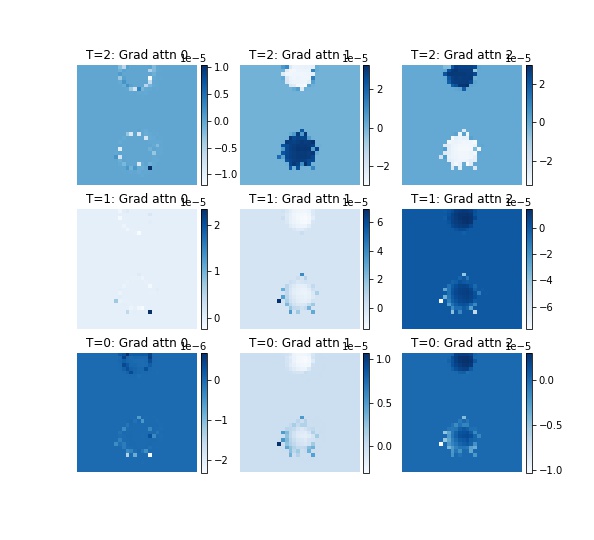 T=2: Grad attn 0
1e−5
1.0
0.5
0.0
−0.5
−1.0
T=2: Grad attn 1
1e−5
2
0
−2
T=2: Grad attn 2
1e−5
2
0
−2
T=1: Grad attn 0
1e−5
2
1
0
T=1: Grad attn 1
1e−5
6
4
2
0
T=1: Grad attn 2
1e−5
0
−2
−4
−6
T=0: Grad attn 0
1e−6
0
−1
−2
T=0: Grad attn 1
1e−5
1.0
0.5
0.0
T=0: Grad attn 2
1e−5
0.0
−0.5
−1.0